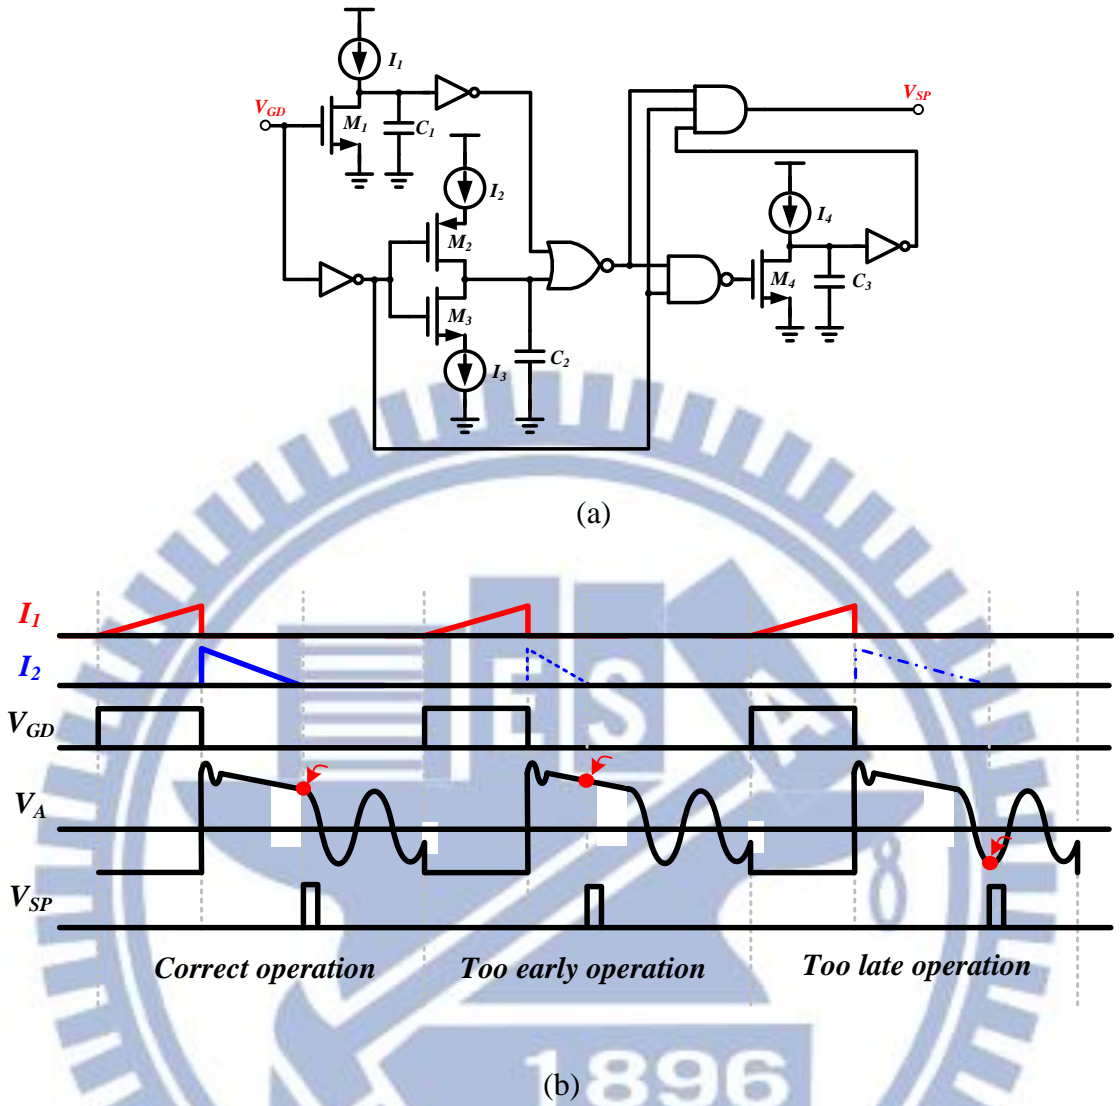 I1
VGD
VSP
M1
C1
I2
I4
M2
M4
C3
M3
C2
I3
(a)
I1
I2
VGD
VA
VSP
Correct operation
Too early operation
Too late operation
ESA
1896
(b)